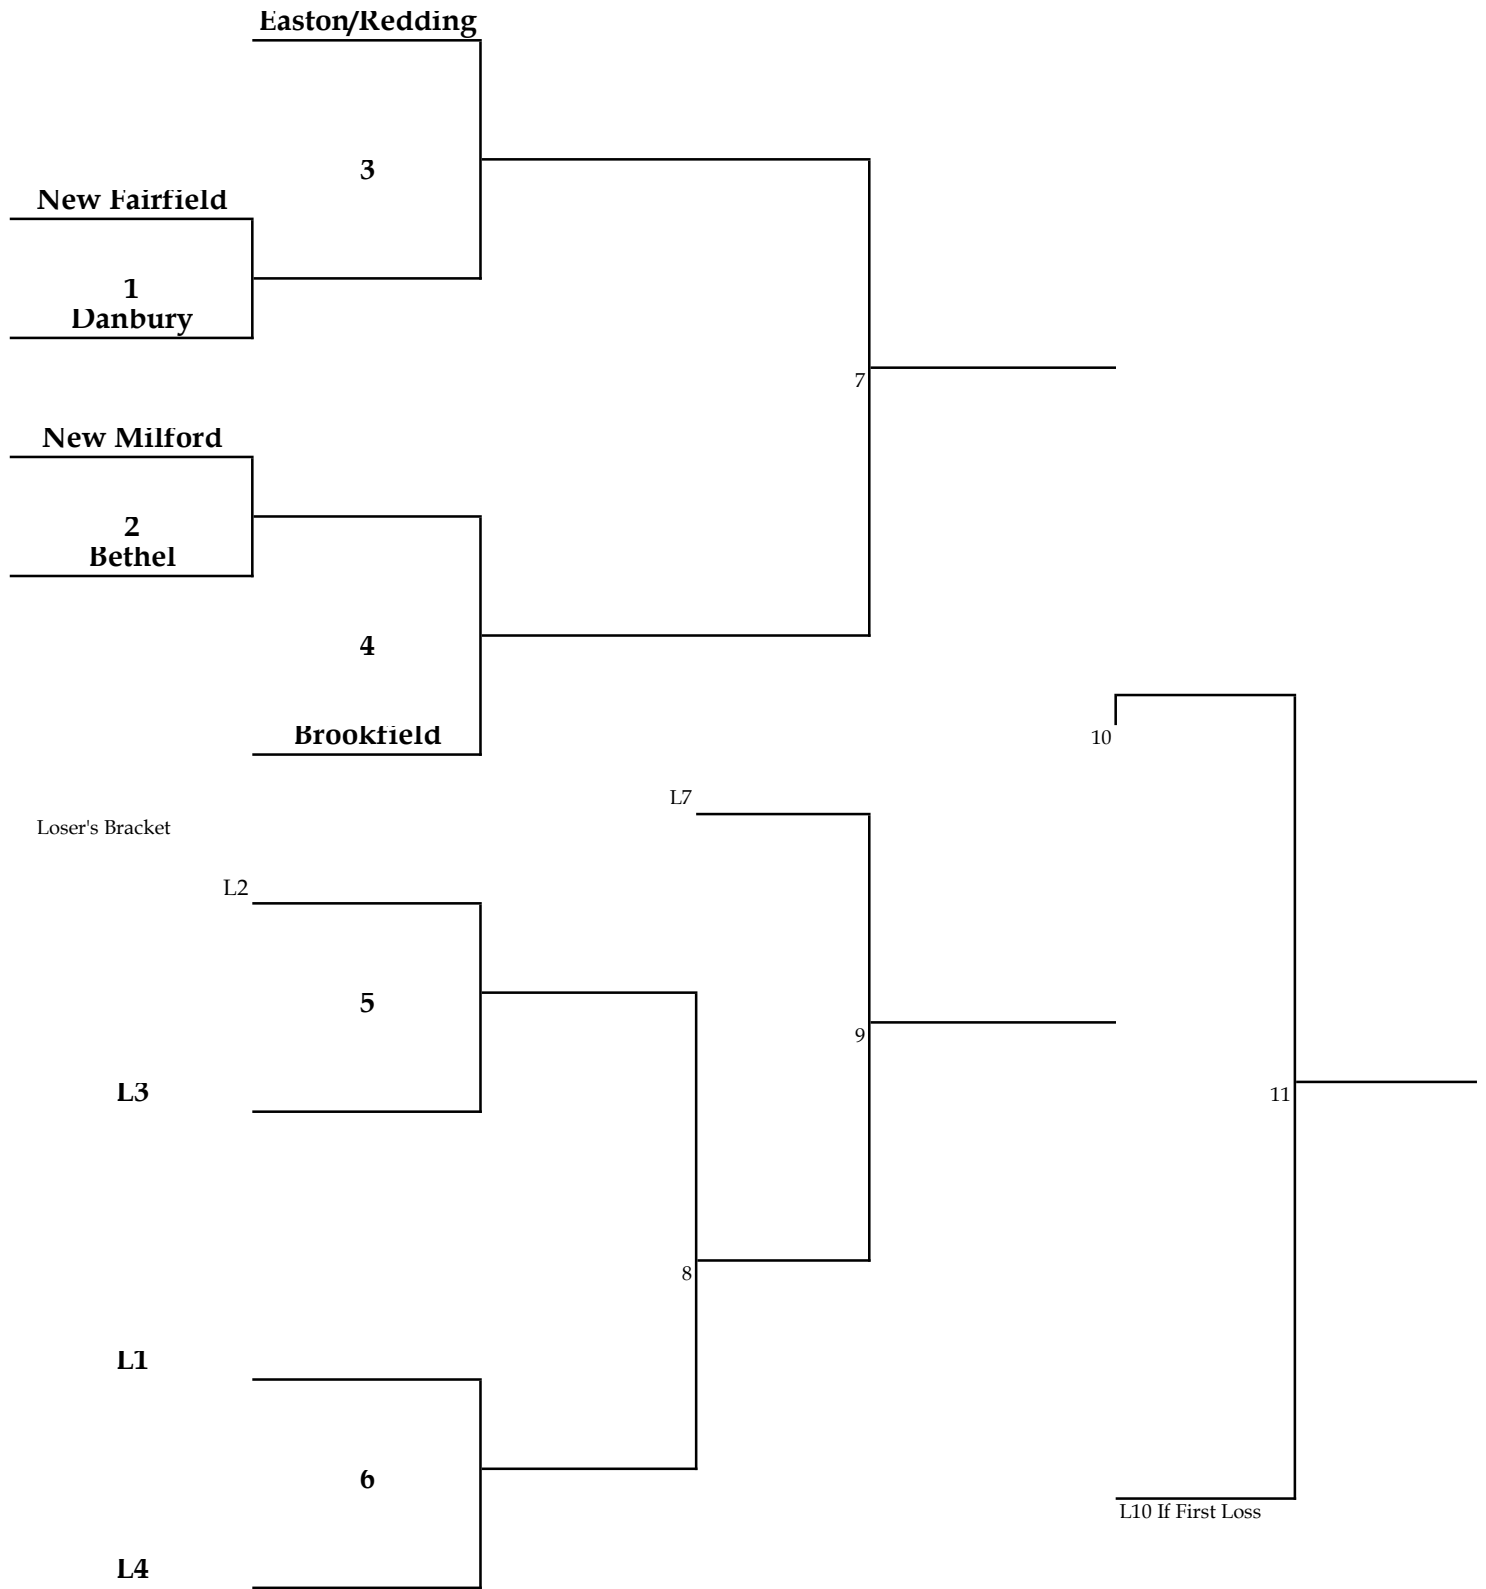 Easton/Redding
3
New Fairfield
1
Danbury
7
New Milford
2
Bethel
4
Brookfield
10
L7
Loser's Bracket
L2
5
9
L3
11
8
L1
6
L10 If First Loss
L4